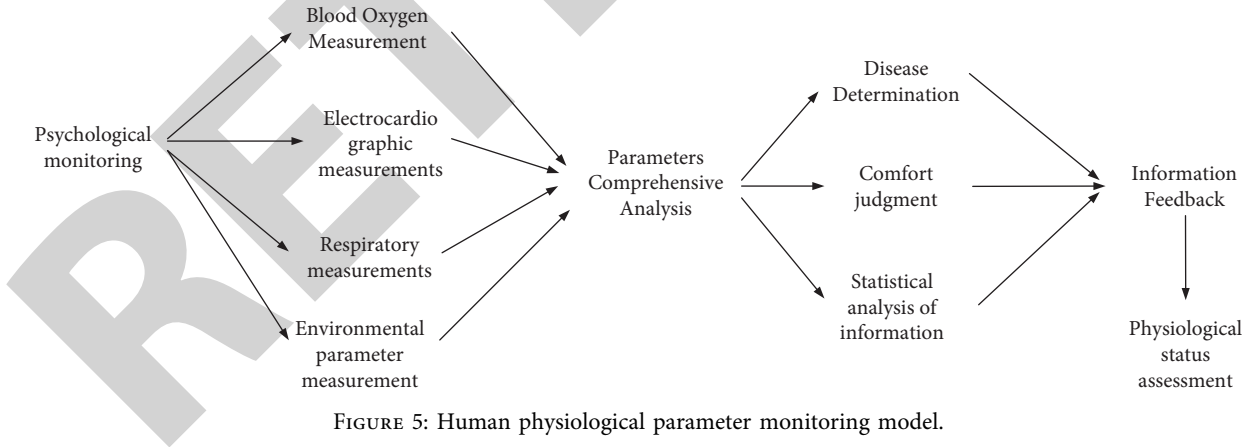 Blood Oxygen
Measurement
Electrocardio
graphic
measurements
Psychological
monitoring
Respiratory
measurements
Environmental
parameter
measurement
Parameters
Comprehensive
Analysis
Disease
Determination
Comfort
judgment
Statistical
analysis of
information
Information
Feedback
Physiological
status
assessment
FIGURE 5: Human physiological parameter monitoring model.